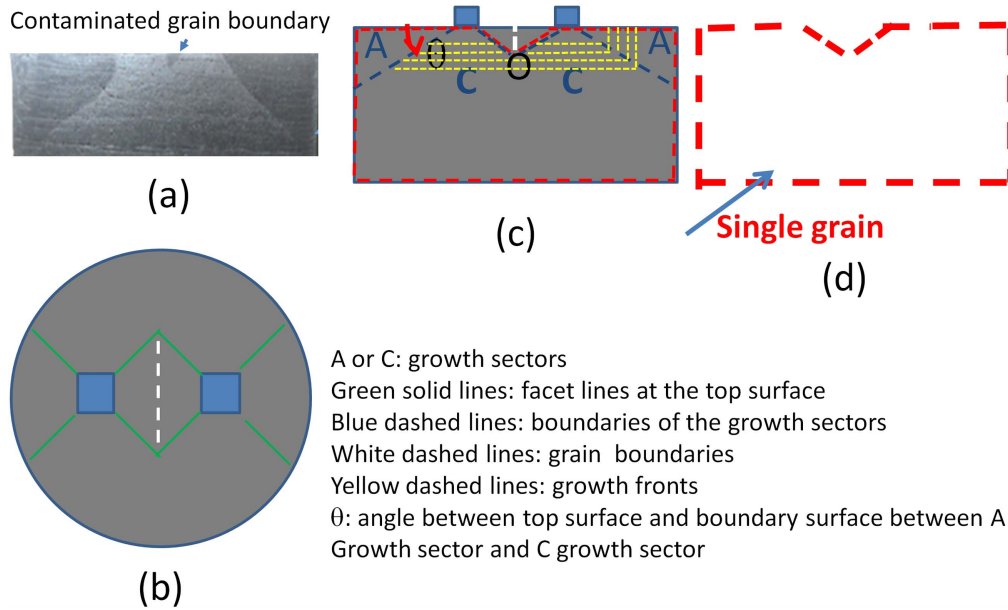 Contaminated grain boundary
(a)
A
θ
O
A
C
C
(c)
Single grain
(d)
(b)
A or C: growth sectors
Green solid lines: facet lines at the top surface
Blue dashed lines: boundaries of the growth sectors
White dashed lines: grain boundaries
Yellow dashed lines: growth fronts
θ: angle between top surface and boundary surface between A
Growth sector and C growth sector